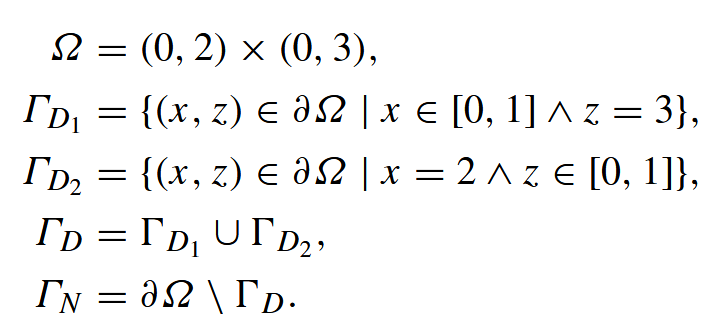 Ω = (0, 2) × (0, 3),
Γ_{D_1} = {(x, z) ∈ ∂Ω | x ∈ [0, 1] ∧ z = 3},
Γ_{D_2} = {(x, z) ∈ ∂Ω | x = 2 ∧ z ∈ [0, 1]},
Γ_D = Γ_{D_1} ∪ Γ_{D_2},
Γ_N = ∂Ω \ Γ_D.